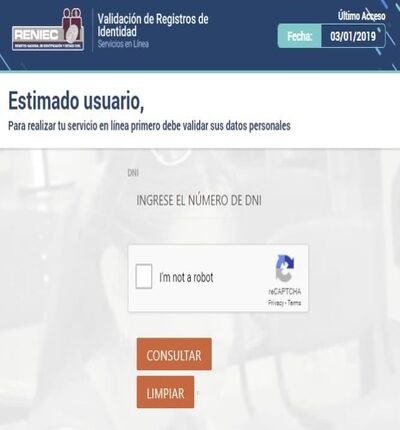 RENIEC
REGISTRO NACIONAL DE IDENTIFICACIÓN Y ESTADO CIVIL
Validación de Registros de
Identidad
Servicios en Línea
Último Acceso
Fecha: 03/01/2019
Estimado usuario,
Para realizar tu servicio en línea primero debe validar sus datos personales
DNI
INGRESE EL NÚMERO DE DNI
I'm not a robot
reCAPTCHA
Privacy - Terms
CONSULTAR
LIMPIAR